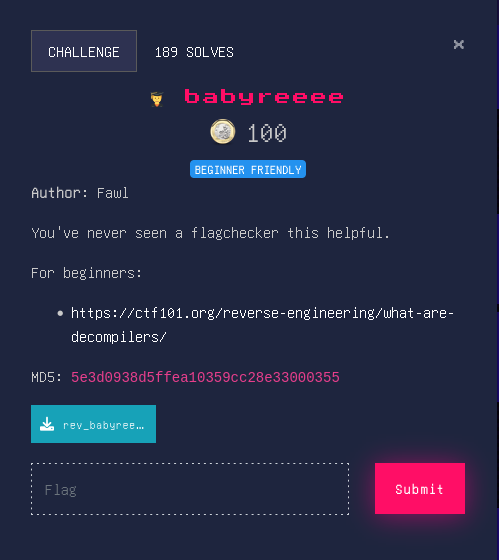 CHALLENGE 189 SOLVES ×
babyreeee
100
BEGINNER FRIENDLY
Author: Fawl
You've never seen a flagchecker this helpful.
For beginners:
• https://ctf101.org/reverse-engineering/what-are-
decompilers/
MD5: 5e3d0938d5ffea10359cc28e33000355
rev_babyree…
Flag Submit